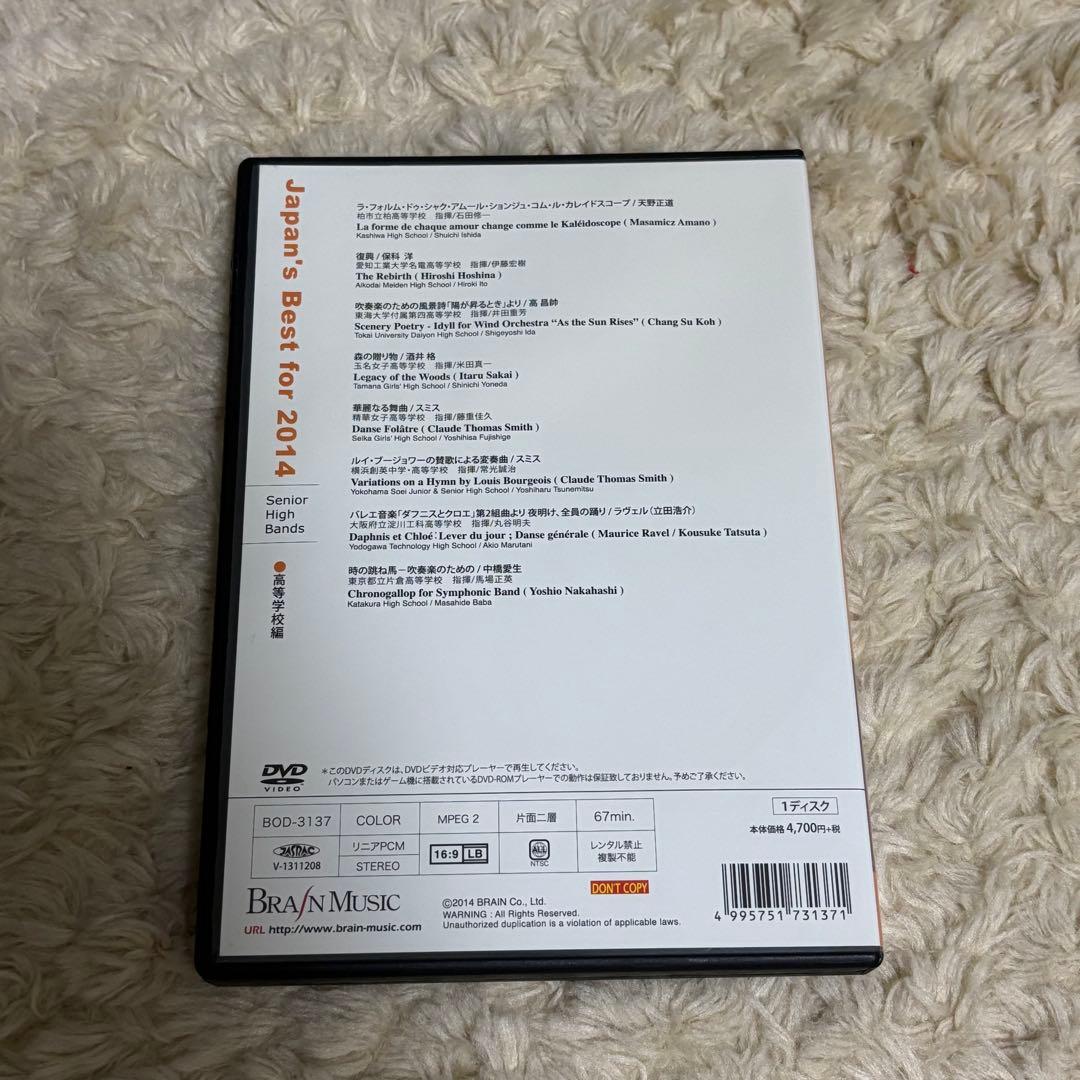 Japan's Best for 2014
Senior
High
Bands
●高等学校編
ラ・フォルム・ドゥ・シャク・アムール・ションジュ・コム・ル・カレイドスコープ / 天野正道
柏市立柏高等学校　指揮/石田修一
La forme de chaque amour change comme le Kaléidoscope ( Masamicz Amano )
Kashiwa High School / Shuichi Ishida
復興 / 保科 洋
愛知工業大学名電高等学校　指揮/伊藤宏樹
The Rebirth ( Hiroshi Hoshina )
Aikodai Meiden High School / Hiroki Ito
吹奏楽のための風景詩「陽が昇るとき」より / 高 昌帥
東海大学付属第四高等学校　指揮/井田重芳
Scenery Poetry - Idyll for Wind Orchestra “As the Sun Rises” ( Chang Su Koh )
Tokai University Daiyon High School / Shigeyoshi Ida
森の贈り物 / 酒井 格
玉名女子高等学校　指揮/米田真一
Legacy of the Woods ( Itaru Sakai )
Tamana Girls' High School / Shinichi Yoneda
華麗なる舞曲 / スミス
精華女子高等学校　指揮/藤重佳久
Danse Folâtre ( Claude Thomas Smith )
Seika Girls' High School / Yoshihisa Fujishige
ルイ・ブージョワーの賛歌による変奏曲 / スミス
横浜創英中学・高等学校　指揮/常光誠治
Variations on a Hymn by Louis Bourgeois ( Claude Thomas Smith )
Yokohama Soei Junior & Senior High School / Yoshiharu Tsunemitsu
バレエ音楽「ダフニスとクロエ」第2組曲より 夜明け、全員の踊り / ラヴェル（立田浩介）
大阪府立淀川工科高等学校　指揮/丸谷明夫
Daphnis et Chloé : Lever du jour ; Danse générale ( Maurice Ravel / Kousuke Tatsuta )
Yodogawa Technology High School / Akio Marutani
時の跳ね馬－吹奏楽のための / 中橋愛生
東京都立片倉高等学校　指揮/馬場正英
Chronogallop for Symphonic Band ( Yoshio Nakahashi )
Katakura High School / Masahide Baba
DVD
VIDEO
＊このDVDディスクは、DVDビデオ対応プレーヤーで再生してください。
パソコンまたはゲーム機に搭載されているDVD-ROMプレーヤーでの動作は保証致しておりません。予めご了承ください。
BOD-3137 COLOR MPEG 2 片面二層 67min.
JASRAC
V-1311208
リニアPCM
STEREO
16:9 LB
ALL
NTSC
レンタル禁止
複製不能
1ディスク
本体価格 4,700円+税
BRAIN MUSIC
URL http://www.brain-music.com
©2014 BRAIN Co., Ltd.
WARNING : All Rights Reserved.
Unauthorized duplication is a violation of applicable laws.
DON'T COPY
4 995751 731371